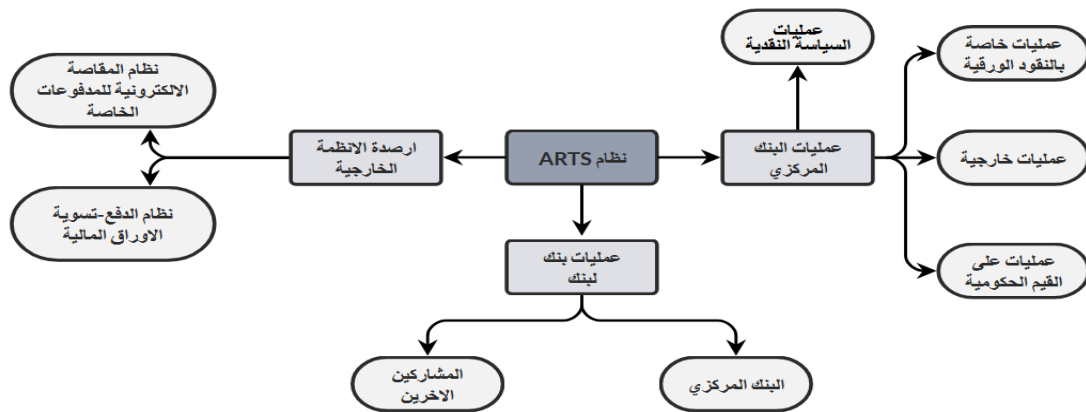 عمليات
السياسة النقدية
عمليات خاصة
بالنقود الورقية
نظام المقاصة
الالكترونية للمدفوعات
الخاصة
ارصدة الانظمة
الخارجية
نظام ARTS
عمليات البنك
المركزي
عمليات خارجية
نظام الدفع-تسوية
الاوراق المالية
عمليات بنك
لبنك
عمليات على
القيم الحكومية
المشاركين
الاخرين
البنك المركزي